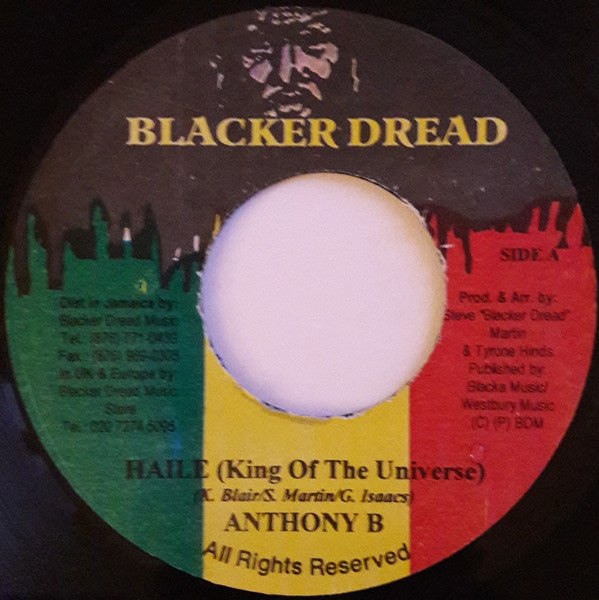 BLACKER DREAD
SIDE A
Dist in Jamaica by:
Blacker Dread Music
Tel: (876) 771-0436
Fax: (876) 969-0305
in UK & Europe by:
Blacker Dread Music
Store
Tel: 020 7274 5095
Prod. & Arr. by:
Steve "Blacker Dread"
Martin
& Tyrone Hinds
Published by:
Blacka Music/
Westbury Music
(C) (P) BDM
HAILE (King Of The Universe)
(K. Blair/S. Martin/G. Isaacs)
ANTHONY B
All Rights Reserved